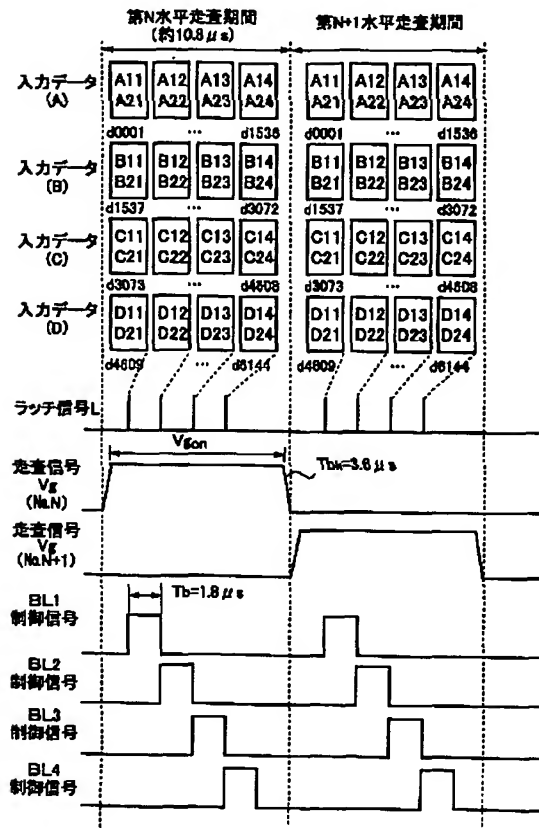 第N水平走査期間
(約10.8μs)
第N+1水平走査期間
入力データ
(A)
A11 A12 A13 A14 A11 A12 A13 A14
A21 A22 A23 A24 A21 A22 A23 A24
d0001 ... d1536 d0001 ... d1536
入力データ
(B)
B11 B12 B13 B14 B11 B12 B13 B14
B21 B22 B23 B24 B21 B22 B23 B24
d1537 ... d3072 d1537 ... d3072
入力データ
(C)
C11 C12 C13 C14 C11 C12 C13 C14
C21 C22 C23 C24 C21 C22 C23 C24
d3073 ... d4608 d3073 ... d4608
入力データ
(D)
D11 D12 D13 D14 D11 D12 D13 D14
D21 D22 D23 D24 D21 D22 D23 D24
d4609 ... d6144 d4609 ... d6144
ラッチ信号L
Vgon
走査信号
Vg
(No.N)
Tbk=3.6μs
走査信号
Vg
(No.N+1)
Tb=1.8μs
BL1
制御信号
BL2
制御信号
BL3
制御信号
BL4
制御信号